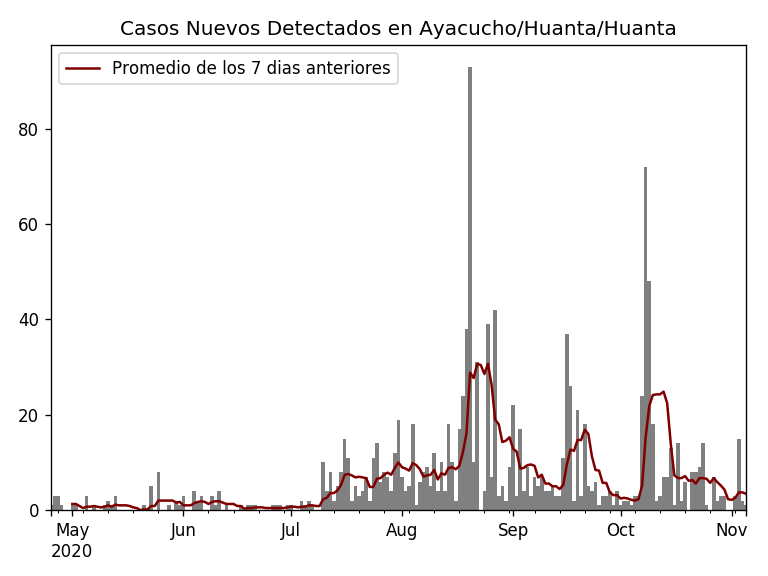 Casos Nuevos Detectados en Ayacucho/Huanta/Huanta
Promedio de los 7 dias anteriores
80
60
40
20
0
May Jun Jul Aug Sep Oct Nov
2020